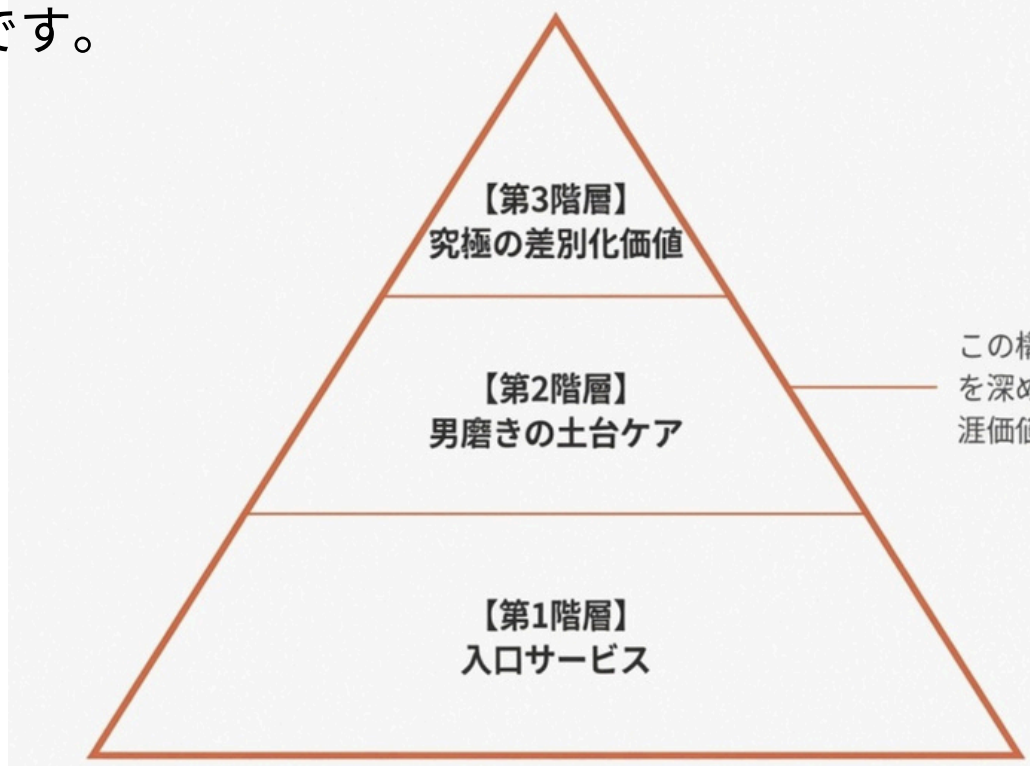 です。
【第3階層】
究極の差別化価値
【第2階層】
男磨きの土台ケア
【第1階層】
入口サービス
この構
を深め
涯価値